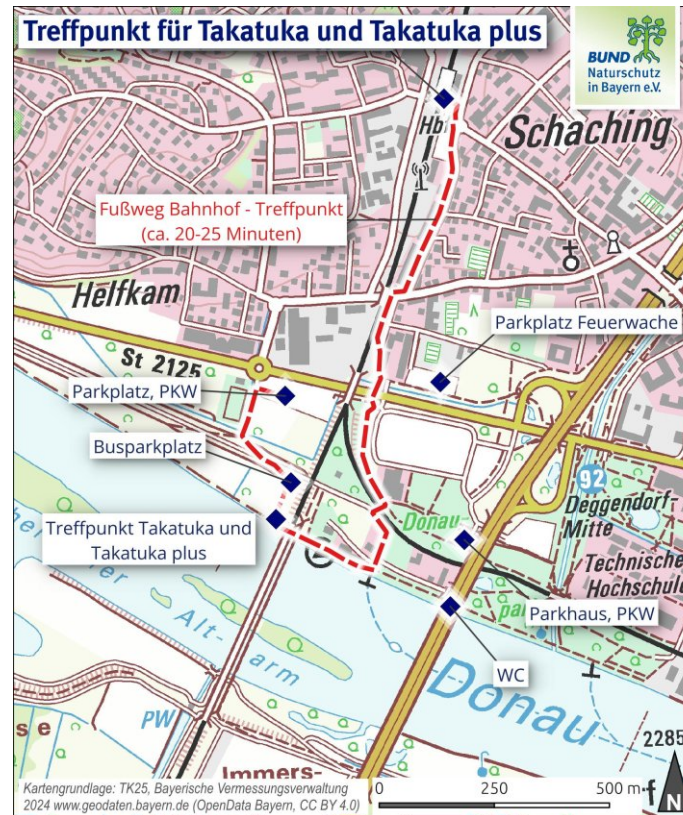 Treffpunkt für Takatuka und Takatuka plus
BUND
Naturschutz
in Bayern e.V.
Hbf
Schaching
Fußweg Bahnhof - Treffpunkt
(ca. 20-25 Minuten)
Helfkam
Parkplatz Feuerwache
St 2125
Parkplatz, PKW
Busparkplatz
92
Deggendorf-
Mitte
Treffpunkt Takatuka und
Takatuka plus
Donau-
Technische
Hochschule
Parkhaus, PKW
Alt-
arm
WC
Donau
PW
2285
Immers-
Kartengrundlage: TK25, Bayerische Vermessungsverwaltung
2024 www.geodaten.bayern.de (OpenData Bayern, CC BY 4.0)
0 250 500 m
f
N